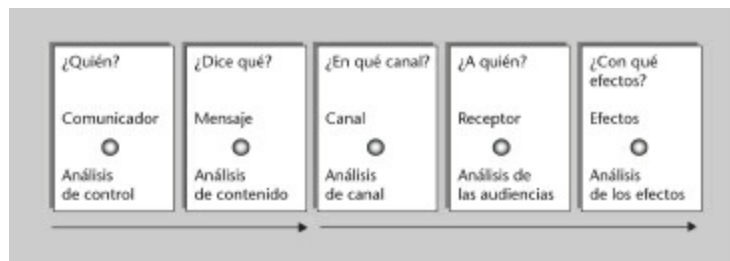 ¿Quién?
Comunicador
Análisis
de control
¿Dice qué?
Mensaje
Análisis
de contenido
¿En qué canal?
Canal
Análisis
de canal
¿A quién?
Receptor
Análisis de
las audiencias
¿Con qué
efectos?
Efectos
Análisis
de los efectos